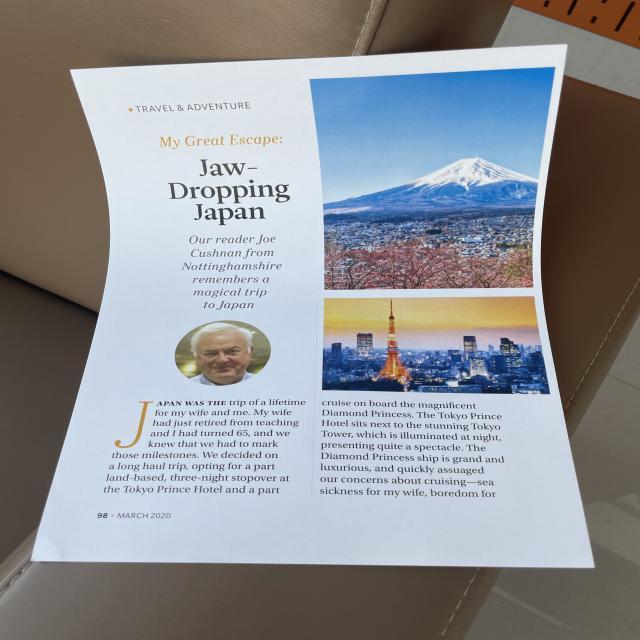 • TRAVEL & ADVENTURE
My Great Escape:
Jaw-
Dropping
Japan
Our reader Joe
Cushnan from
Nottinghamshire
remembers a
magical trip
to Japan
JAPAN WAS THE trip of a lifetime
for my wife and me. My wife
had just retired from teaching
and I had turned 65, and we
knew that we had to mark
those milestones. We decided on
a long haul trip, opting for a part
land-based, three-night stopover at
the Tokyo Prince Hotel and a part
cruise on board the magnificent
Diamond Princess. The Tokyo Prince
Hotel sits next to the stunning Tokyo
Tower, which is illuminated at night,
presenting quite a spectacle. The
Diamond Princess ship is grand and
luxurious, and quickly assuaged
our concerns about cruising—sea
sickness for my wife, boredom for
98 • MARCH 2020